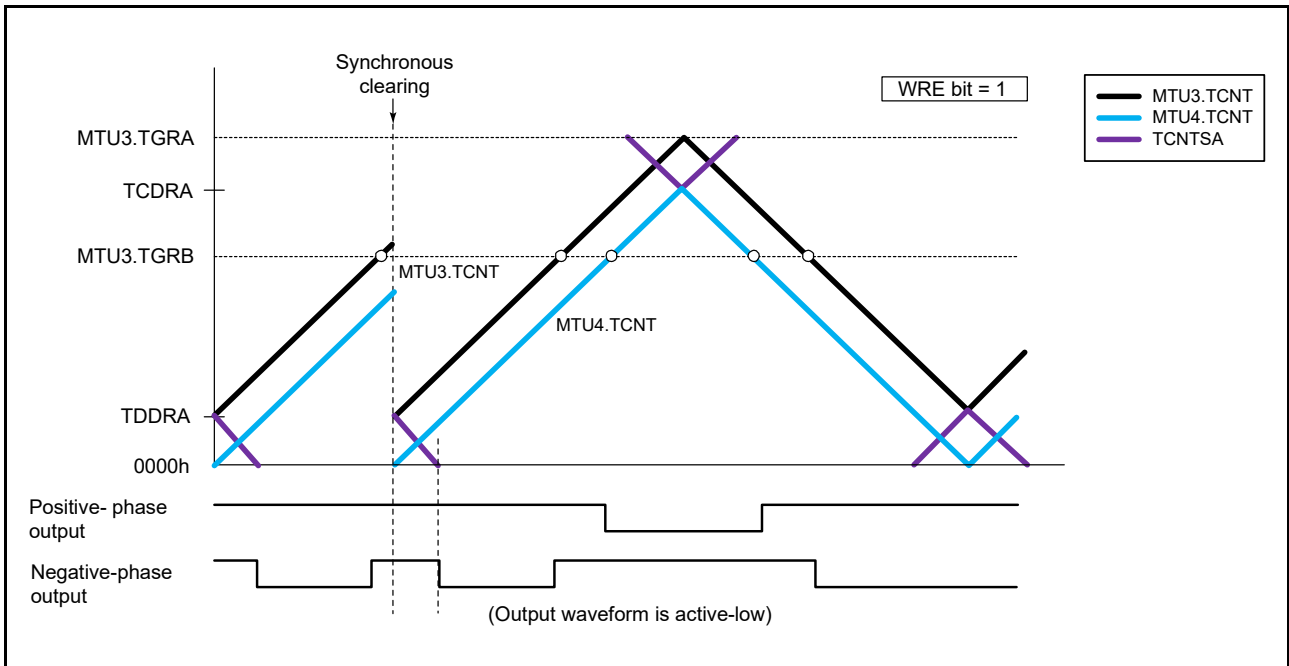 Synchronous
clearing
WRE bit = 1
MTU3.TCNT
MTU4.TCNT
TCNTSA
MTU3.TGRA
TCDRA
MTU3.TGRB
MTU3.TCNT
MTU4.TCNT
TDDRA
0000h
Positive- phase
output
Negative-phase
output
(Output waveform is active-low)